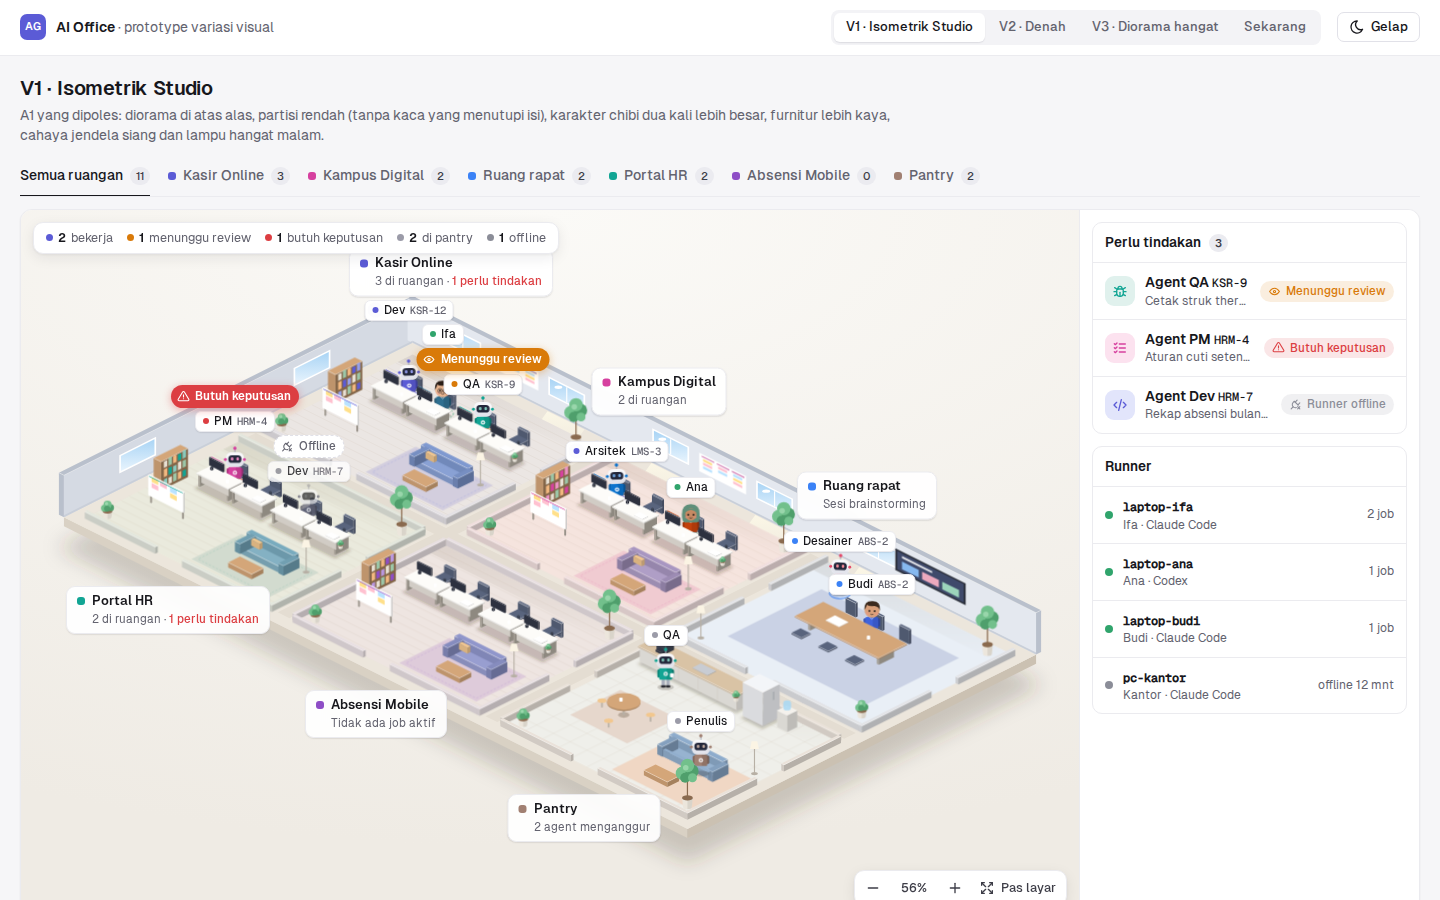 AG
AI Office · prototype variasi visual
V1 · Isometrik Studio
V2 · Denah
V3 · Diorama hangat
Sekarang
Gelap
V1 · Isometrik Studio
A1 yang dipoles: diorama di atas alas, partisi rendah (tanpa kaca yang menutupi isi), karakter chibi dua kali lebih besar, furnitur lebih kaya,
cahaya jendela siang dan lampu hangat malam.
Semua ruangan 11
Kasir Online 3
Kampus Digital 2
Ruang rapat 2
Portal HR 2
Absensi Mobile 0
Pantry 2
2 bekerja
1 menunggu review
1 butuh keputusan
2 di pantry
1 offline
Kasir Online
3 di ruangan · 1 perlu tindakan
Dev KSR-12
Ifa
Menunggu review
QA KSR-9
Kampus Digital
2 di ruangan
Butuh keputusan
PM HRM-4
Offline
Dev HRM-7
Arsitek LMS-3
Ana
Ruang rapat
Sesi brainstorming
Desainer ABS-2
Budi ABS-2
Portal HR
2 di ruangan · 1 perlu tindakan
QA
Absensi Mobile
Tidak ada job aktif
Penulis
Pantry
2 agent menganggur
56%
Pas layar
Perlu tindakan 3
Agent QA KSR-9
Cetak struk ther...
Menunggu review
Agent PM HRM-4
Aturan cuti seten...
Butuh keputusan
Agent Dev HRM-7
Rekap absensi bulan...
Runner offline
Runner
laptop-ifa
Ifa · Claude Code
2 job
laptop-ana
Ana · Codex
1 job
laptop-budi
Budi · Claude Code
1 job
pc-kantor
Kantor · Claude Code
offline 12 mnt